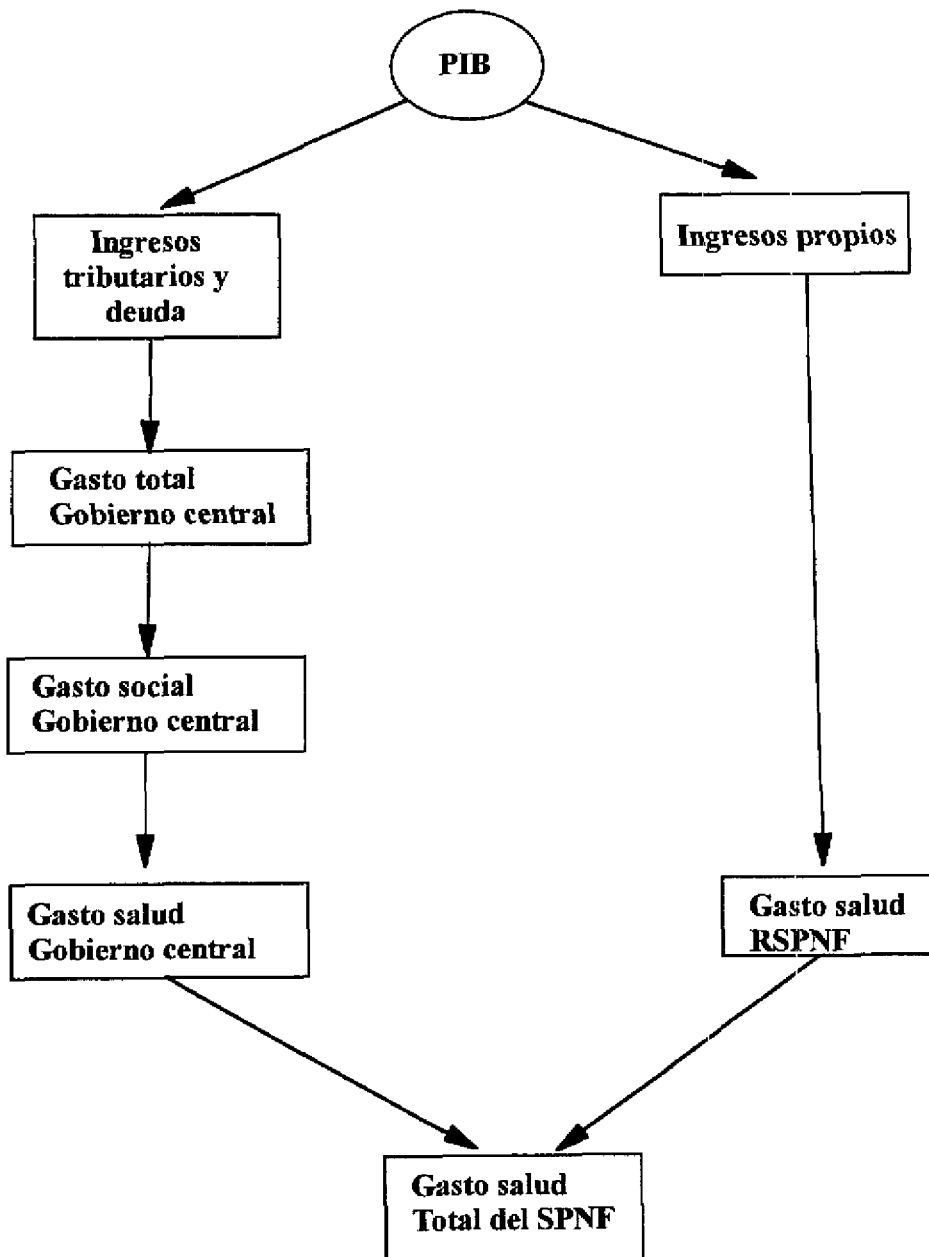 PIB
Ingresos
tributarios y
deuda
Ingresos propios
Gasto total
Gobierno central
Gasto social
Gobierno central
Gasto salud
Gobierno central
Gasto salud
RSPNF
Gasto salud
Total del SPNF